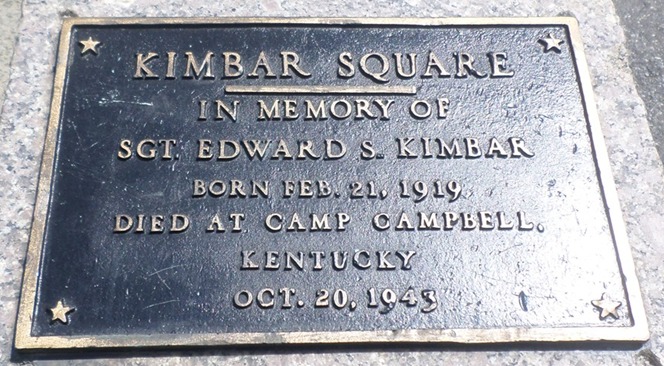 KIMBAR SQUARE
IN MEMORY OF
SGT. EDWARD S. KIMBAR
BORN FEB. 21, 1919
DIED AT CAMP CAMPBELL,
KENTUCKY
OCT. 20, 1943